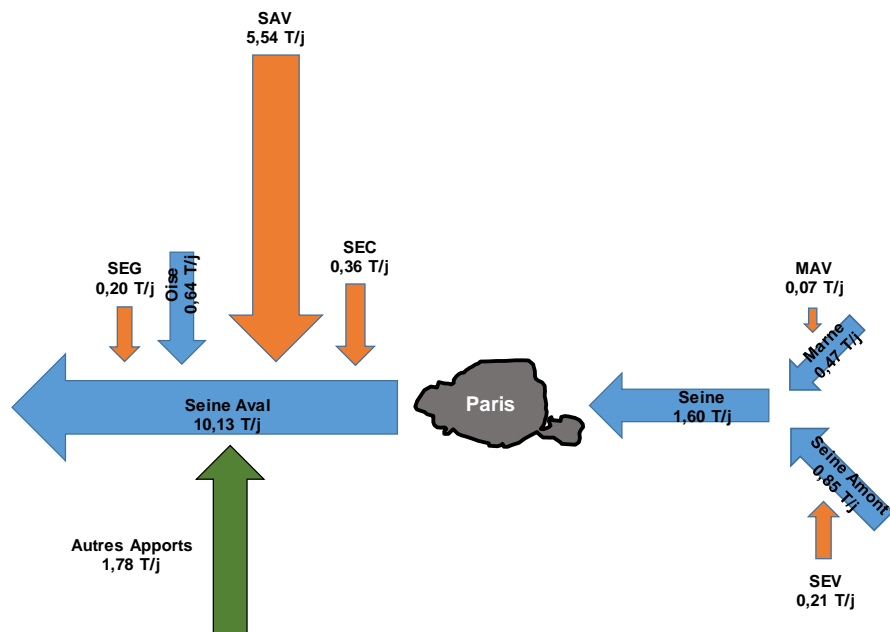 SAV
5,54 T/j
SEG
0,20 T/j
Oise
0,64 T/j
SEC
0,36 T/j
MAV
0,07 T/j
Marne
0,47 T/j
Seine Aval
10,13 T/j
Paris
Seine
1,60 T/j
Seine Amont
0,85 T/j
Autres Apports
1,78 T/j
SEV
0,21 T/j